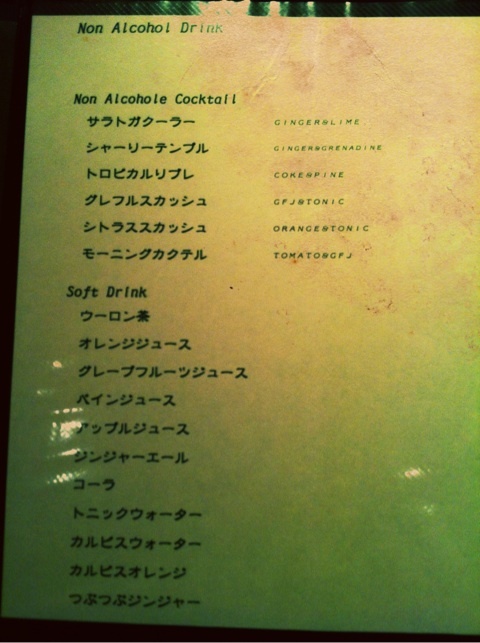 Non Alcohol Drink
Non Alcohole Cocktail
サラトガクーラー GINGER&LIME
シャーリーテンプル GINGER&GRENADINE
トロピカルリブレ COKE&PINE
グレフルスカッシュ GFJ&TONIC
シトラススカッシュ ORANGE&TONIC
モーニングカクテル TOMATO&GFJ
Soft Drink
ウーロン茶
オレンジジュース
グレープフルーツジュース
パインジュース
アップルジュース
ジンジャーエール
コーラ
トニックウォーター
カルピスウォーター
カルピスオレンジ
つぶつぶジンジャー